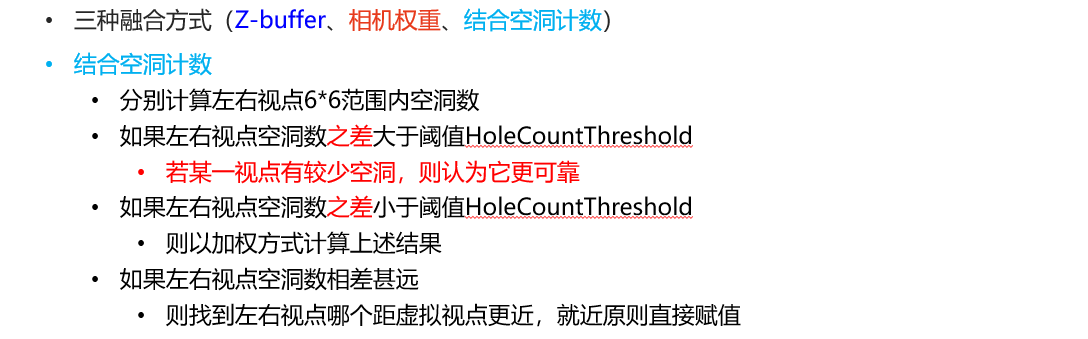 • 三种融合方式（Z-buffer、相机权重、结合空洞计数）
• 结合空洞计数
• 分别计算左右视点6*6范围内空洞数
• 如果左右视点空洞数之差大于阈值HoleCountThreshold
• 若某一视点有较少空洞，则认为它更可靠
• 如果左右视点空洞数之差小于阈值HoleCountThreshold
• 则以加权方式计算上述结果
• 如果左右视点空洞数相差甚远
• 则找到左右视点哪个距虚拟视点更近，就近原则直接赋值